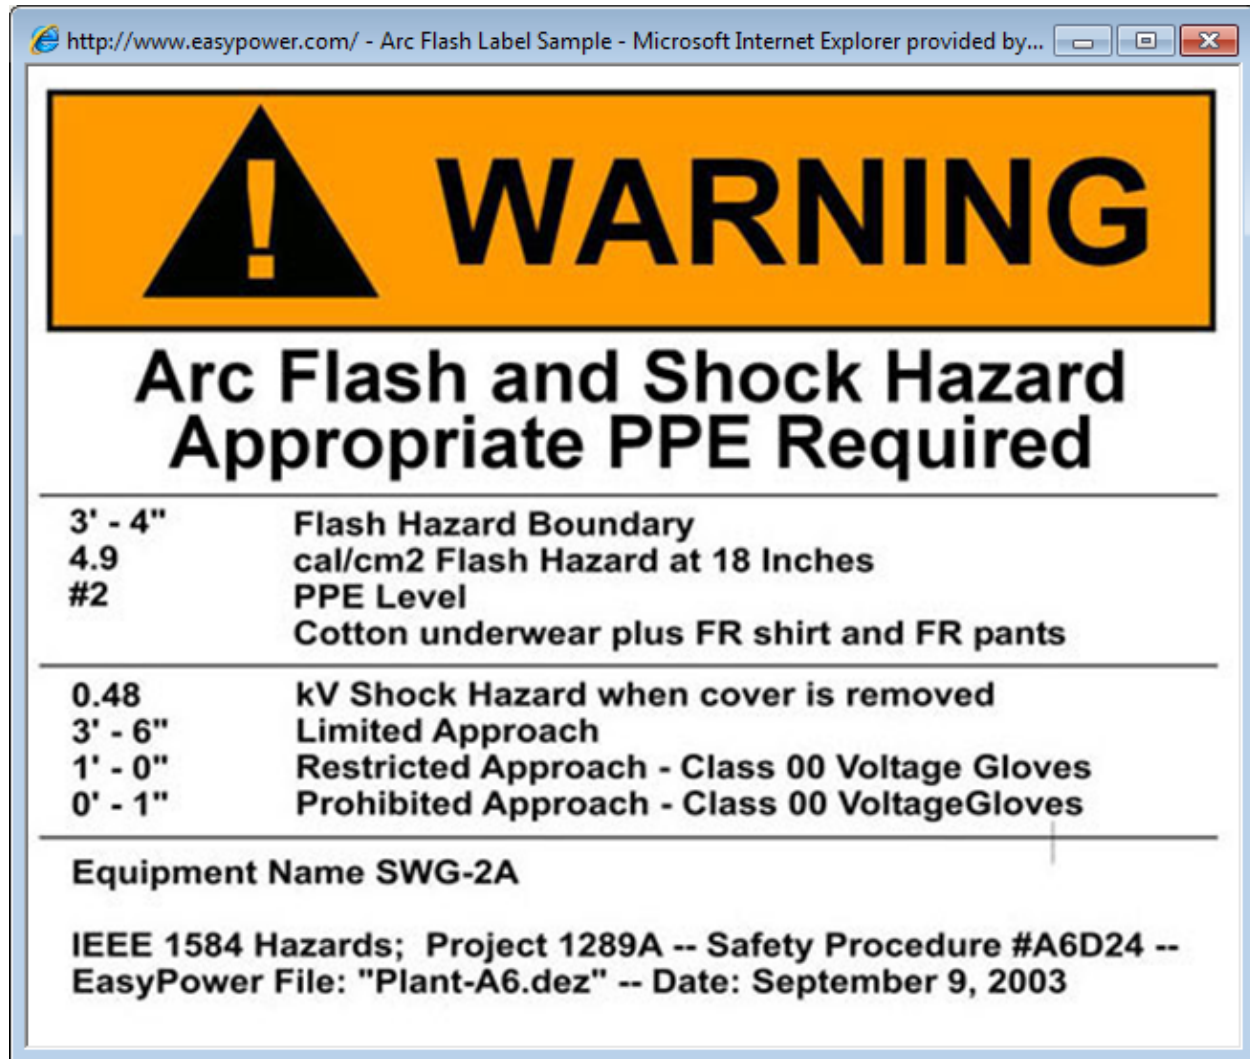 http://www.easypower.com/ - Arc Flash Label Sample - Microsoft Internet Explorer provided by...
! WARNING
Arc Flash and Shock Hazard
Appropriate PPE Required
3' - 4" Flash Hazard Boundary
4.9 cal/cm2 Flash Hazard at 18 Inches
#2 PPE Level
Cotton underwear plus FR shirt and FR pants
0.48 kV Shock Hazard when cover is removed
3' - 6" Limited Approach
1' - 0" Restricted Approach - Class 00 Voltage Gloves
0' - 1" Prohibited Approach - Class 00 VoltageGloves
Equipment Name SWG-2A
IEEE 1584 Hazards;  Project 1289A -- Safety Procedure #A6D24 --
EasyPower File: "Plant-A6.dez" -- Date: September 9, 2003